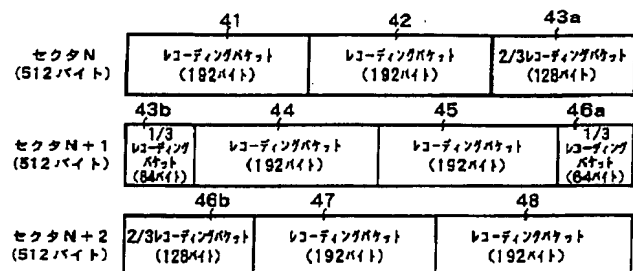 41 42 43a
セクタN
(512バイト)
レコーディングパケット
(192バイト)
レコーディングパケット
(192バイト)
2/3レコーディングパケット
(128バイト)
43b 44 45 46a
セクタN+1
(512バイト)
1/3
レコーディング
パケット
(64バイト)
レコーディングパケット
(192バイト)
レコーディングパケット
(192バイト)
1/3
レコーディング
パケット
(64バイト)
46b 47 48
セクタN+2
(512バイト)
2/3レコーディングパケット
(128バイト)
レコーディングパケット
(192バイト)
レコーディングパケット
(192バイト)